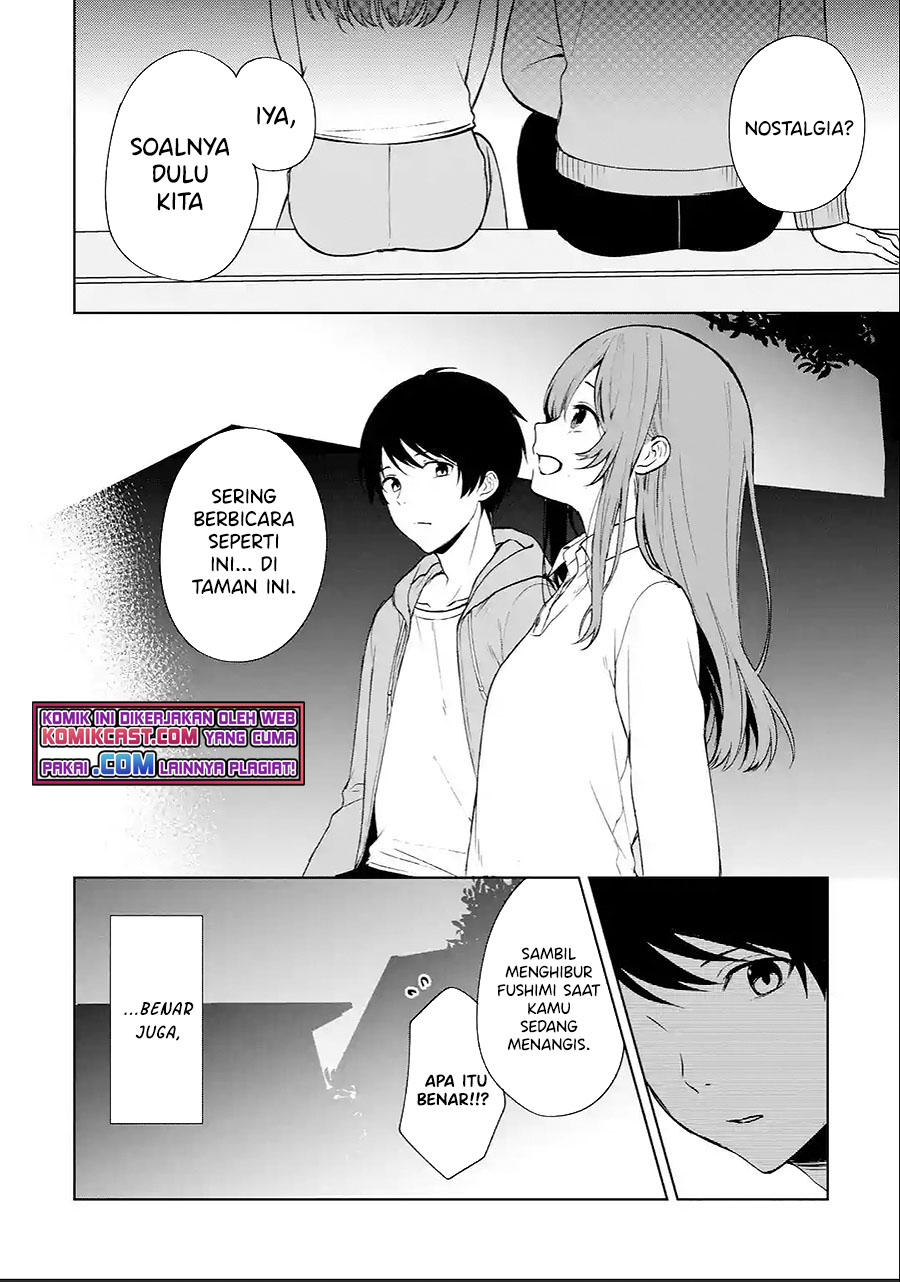 NOSTALGIA?
IYA,
SOALNYA
DULU
KITA
SERING
BERBICARA
SEPERTI
INI... DI
TAMAN INI.
KOMIK INI DIKERJAKAN OLEH WEB
KOMIKCAST.COM YANG CUMA
PAKAI .COM LAINNYA PLAGIAT!
SAMBIL
MENGHIBUR
FUSHIMI SAAT
KAMU
SEDANG
MENANGIS.
APA ITU
BENAR!!?
...BENAR
JUGA,